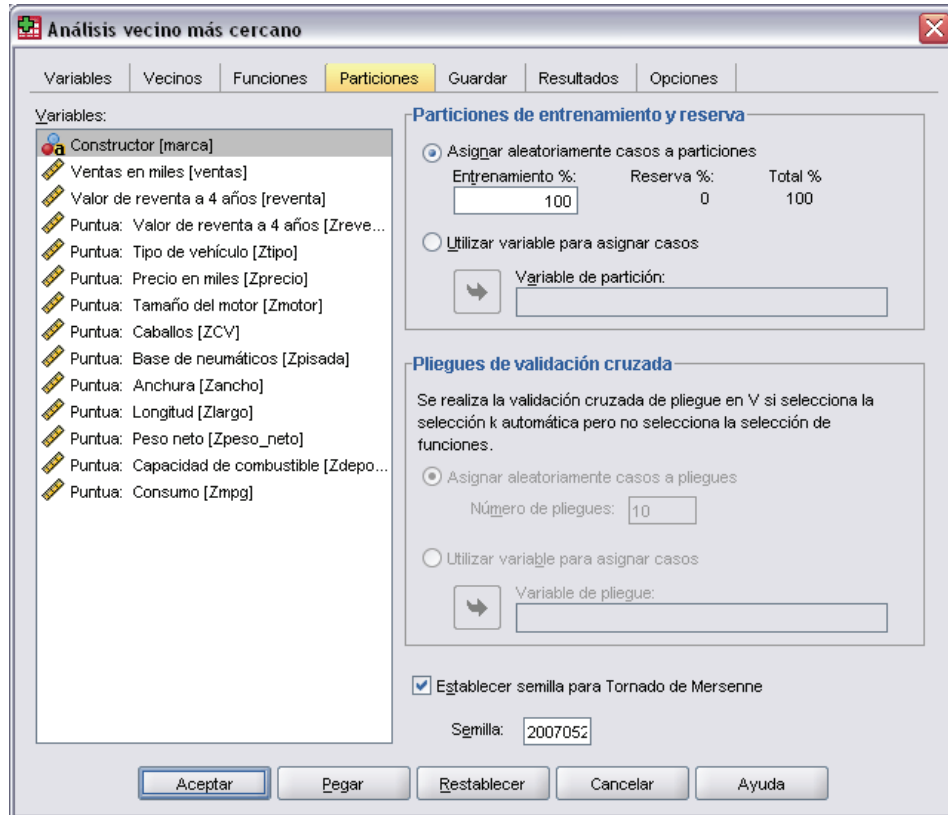 Análisis vecino más cercano
Variables Vecinos Funciones Particiones Guardar Resultados Opciones
Variables:
Constructor [marca]
Ventas en miles [ventas]
Valor de reventa a 4 años [reventa]
Puntua: Valor de reventa a 4 años [Zreve...
Puntua: Tipo de vehículo [Ztipo]
Puntua: Precio en miles [Zprecio]
Puntua: Tamaño del motor [Zmotor]
Puntua: Caballos [ZCV]
Puntua: Base de neumáticos [Zpisada]
Puntua: Anchura [Zancho]
Puntua: Longitud [Zlargo]
Puntua: Peso neto [Zpeso_neto]
Puntua: Capacidad de combustible [Zdepo...
Puntua: Consumo [Zmpg]
Particiones de entrenamiento y reserva
Asignar aleatoriamente casos a particiones
Entrenamiento %: Reserva %: Total %
100 0 100
Utilizar variable para asignar casos
Variable de partición:
Pliegues de validación cruzada
Se realiza la validación cruzada de pliegue en V si selecciona la
selección k automática pero no selecciona la selección de
funciones.
Asignar aleatoriamente casos a pliegues
Número de pliegues: 10
Utilizar variable para asignar casos
Variable de pliegue:
Establecer semilla para Tornado de Mersenne
Semilla: 2007052
Aceptar Pegar Restablecer Cancelar Ayuda